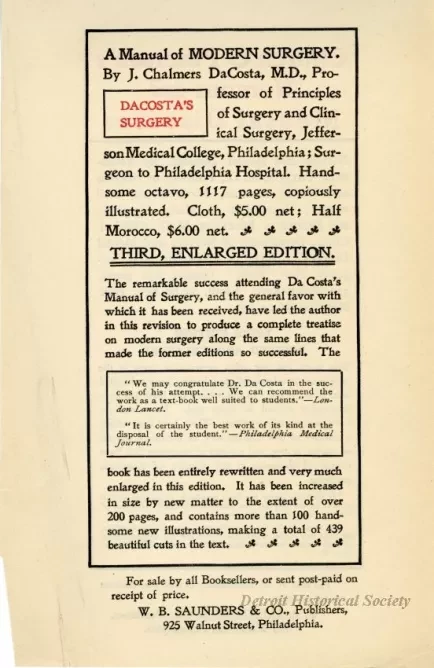 A Manual of MODERN SURGERY.
By J. Chalmers DaCosta, M.D., Pro-
DACOSTA'S
SURGERY
fessor of Principles
of Surgery and Clin-
ical Surgery, Jeffer-
son Medical College, Philadelphia; Sur-
geon to Philadelphia Hospital. Hand-
some octavo, 1117 pages, copiously
illustrated. Cloth, $5.00 net; Half
Morocco, $6.00 net.
THIRD, ENLARGED EDITION.
The remarkable success attending Da Costa's
Manual of Surgery, and the general favor with
which it has been received, have led the author
in this revision to produce a complete treatise
on modern surgery along the same lines that
made the former editions so successful. The
"We may congratulate Dr. Da Costa in the suc-
cess of his attempt. . . . We can recommend the
work as a text-book well suited to students."—Lon-
don Lancet.
"It is certainly the best work of its kind at the
disposal of the student."—Philadelphia Medical
Journal.
book has been entirely rewritten and very much
enlarged in this edition. It has been increased
in size by new matter to the extent of over
200 pages, and contains more than 100 hand-
some new illustrations, making a total of 439
beautiful cuts in the text.
For sale by all Booksellers, or sent post-paid on
receipt of price.
Detroit Historical Society
W. B. SAUNDERS & CO., Publishers,
925 Walnut Street, Philadelphia.